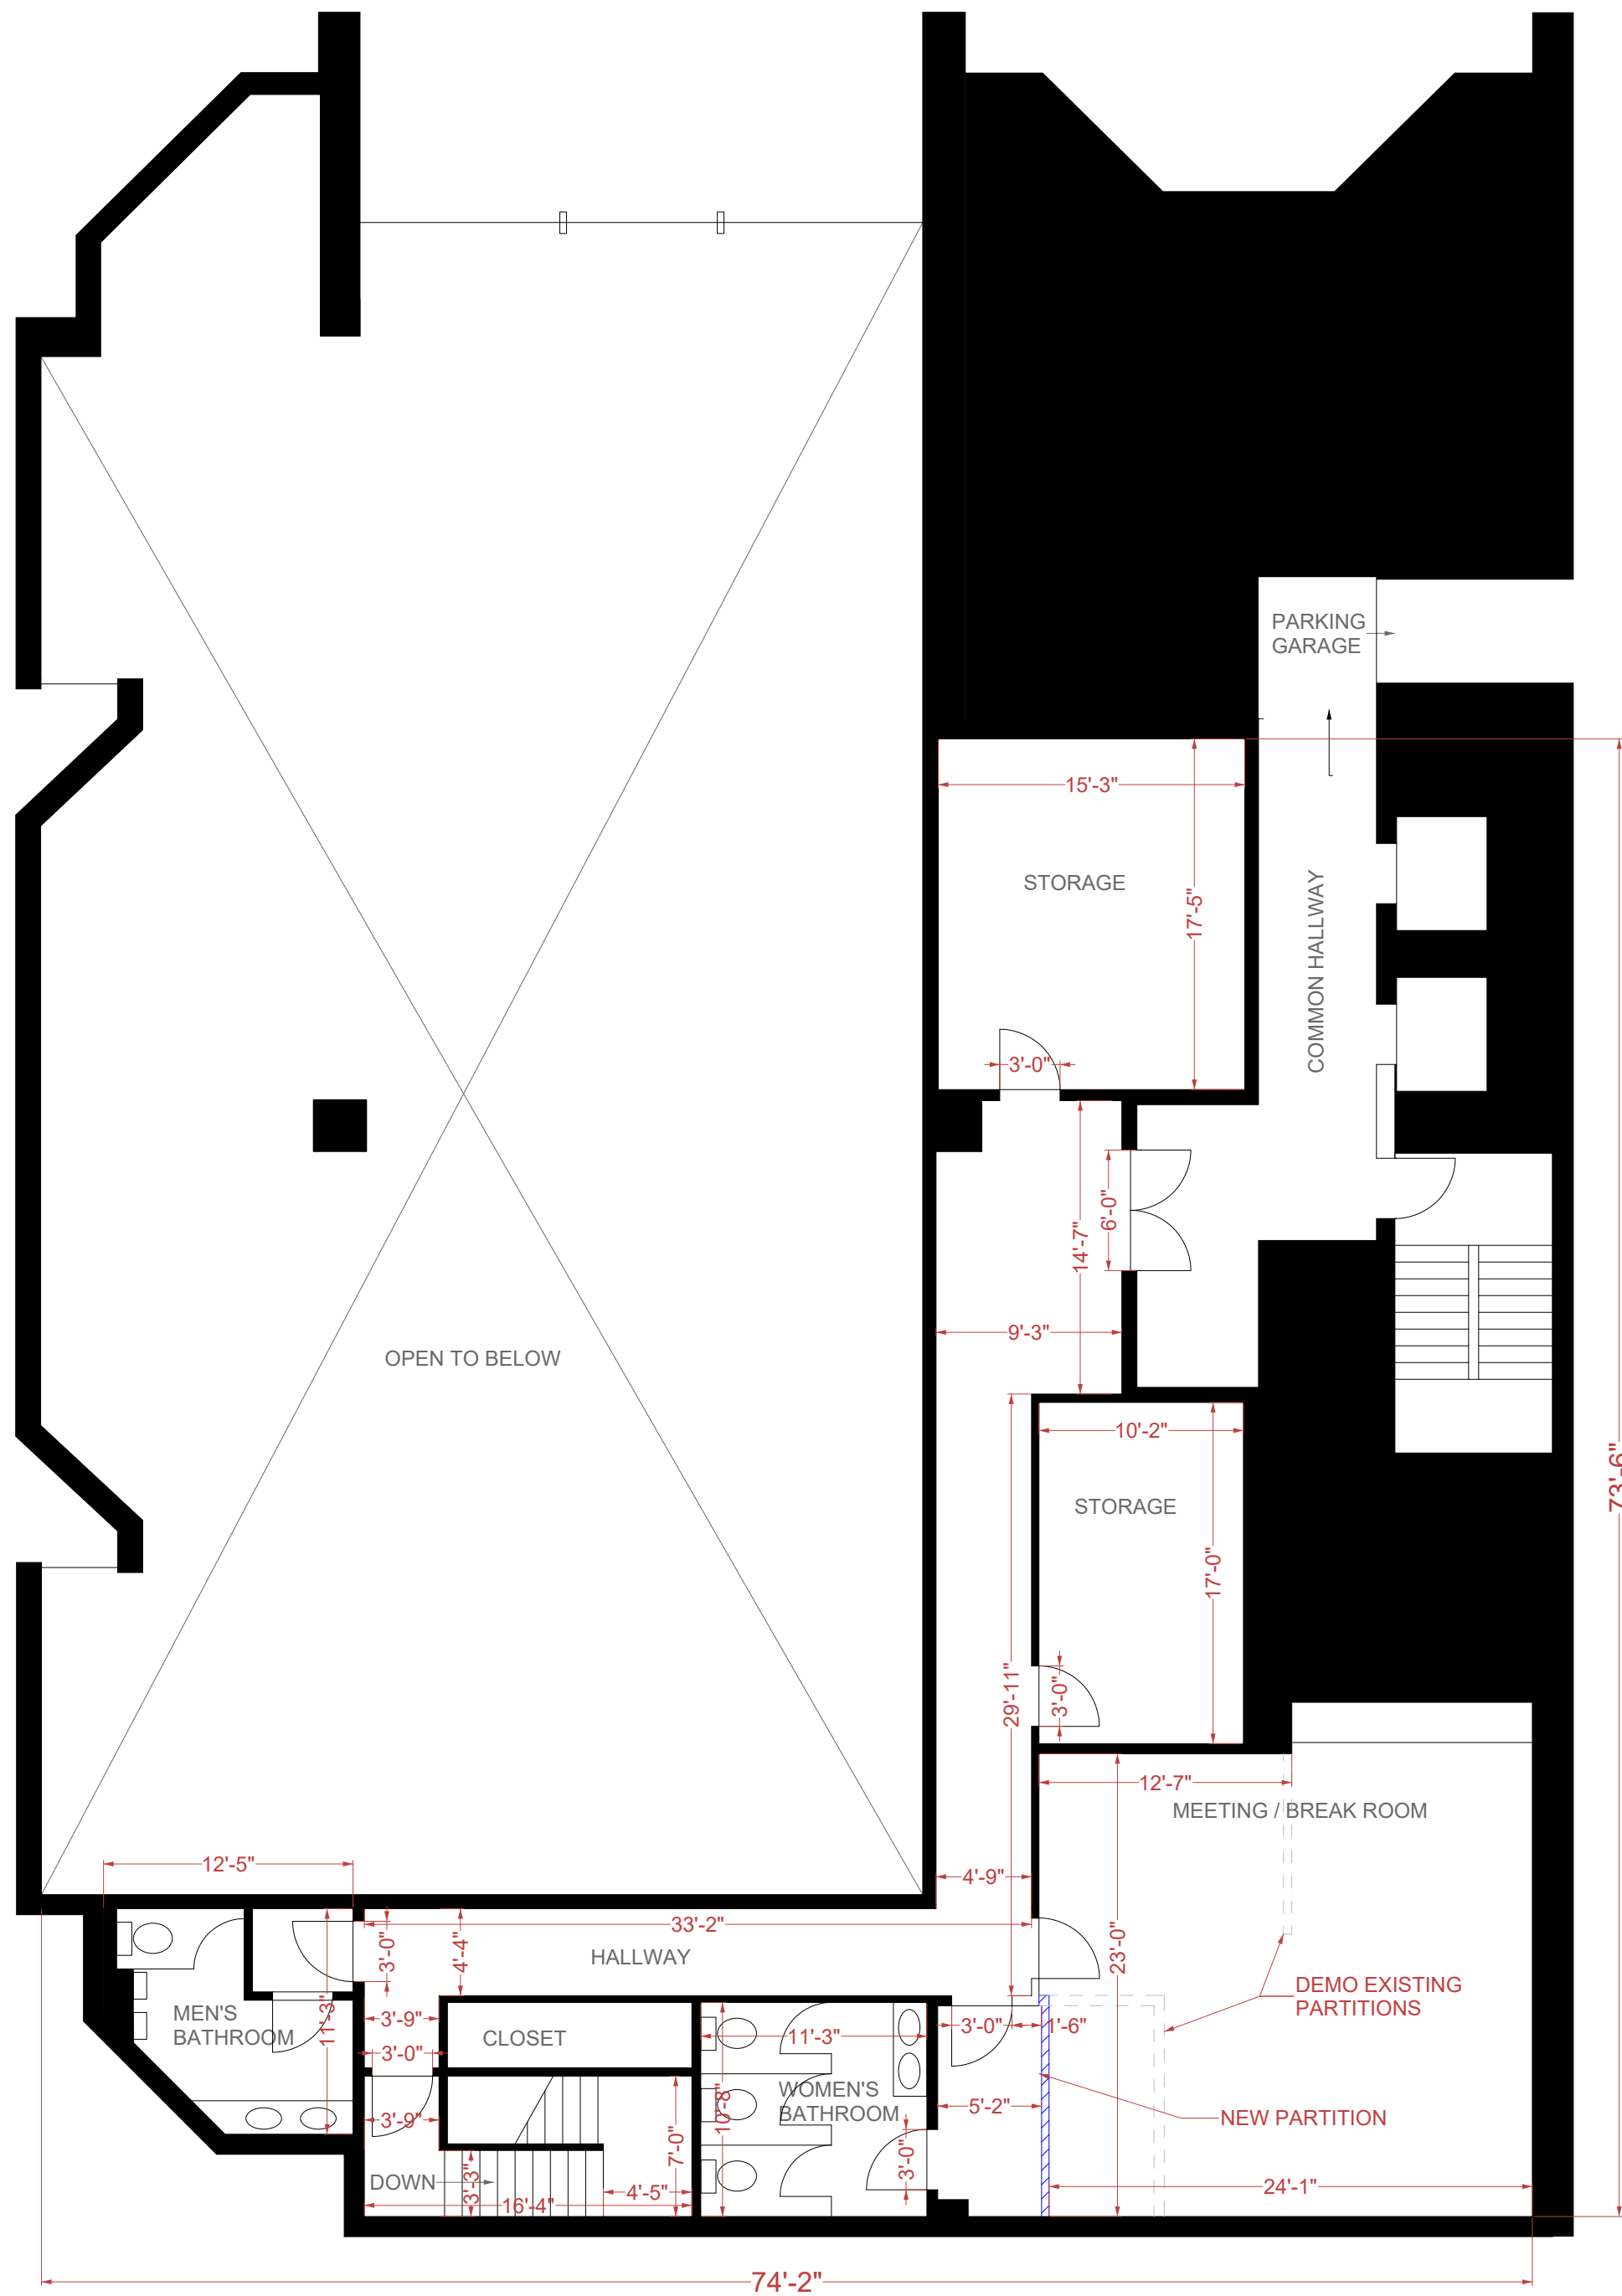 PARKING
GARAGE
15'-3"
STORAGE
17'-5"
COMMON HALLWAY
3'-0"
6'-0"
14'-7"
9'-3"
OPEN TO BELOW
10'-2"
73'-6"
STORAGE
17'-0"
29'-11"
3'-0"
12'-7"
MEETING / BREAK ROOM
12'-5"
4'-9"
33'-2"
3'-0"
4'-4"
23'-0"
HALLWAY
DEMO EXISTING
PARTITIONS
MEN'S
BATHROOM
11'-3"
3'-9"
CLOSET
11'-3"
3'-0"
1'-6"
3'-0"
WOMEN'S
BATHROOM
10'-8"
5'-2"
3'-9"
NEW PARTITION
7'-0"
3'-0"
DOWN
3'-3"
4'-5"
16'-4"
24'-1"
74'-2"